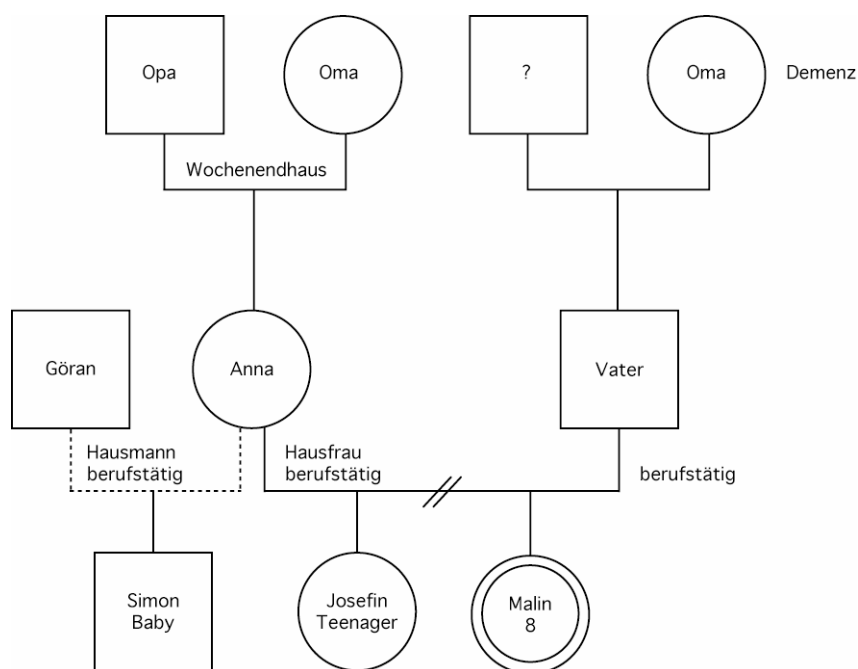 Opa
Oma
?
Oma
Demenz
Wochenendhaus
Göran
Anna
Vater
Hausmann
berufstätig
Hausfrau
berufstätig
berufstätig
Simon
Baby
Josefin
Teenager
Malin
8